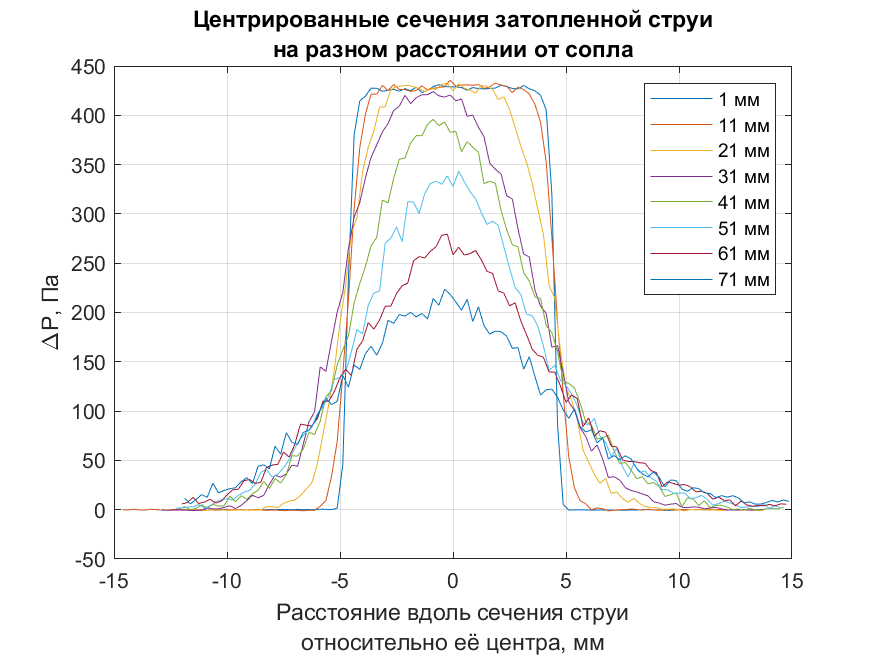 Центрированные сечения затопленной струи
на разном расстоянии от сопла
450
400
350
300
250
200
150
100
50
0
-50
ΔP, Па
-15
-10
-5
0
5
10
15
Расстояние вдоль сечения струи
относительно её центра, мм
1 мм
11 мм
21 мм
31 мм
41 мм
51 мм
61 мм
71 мм